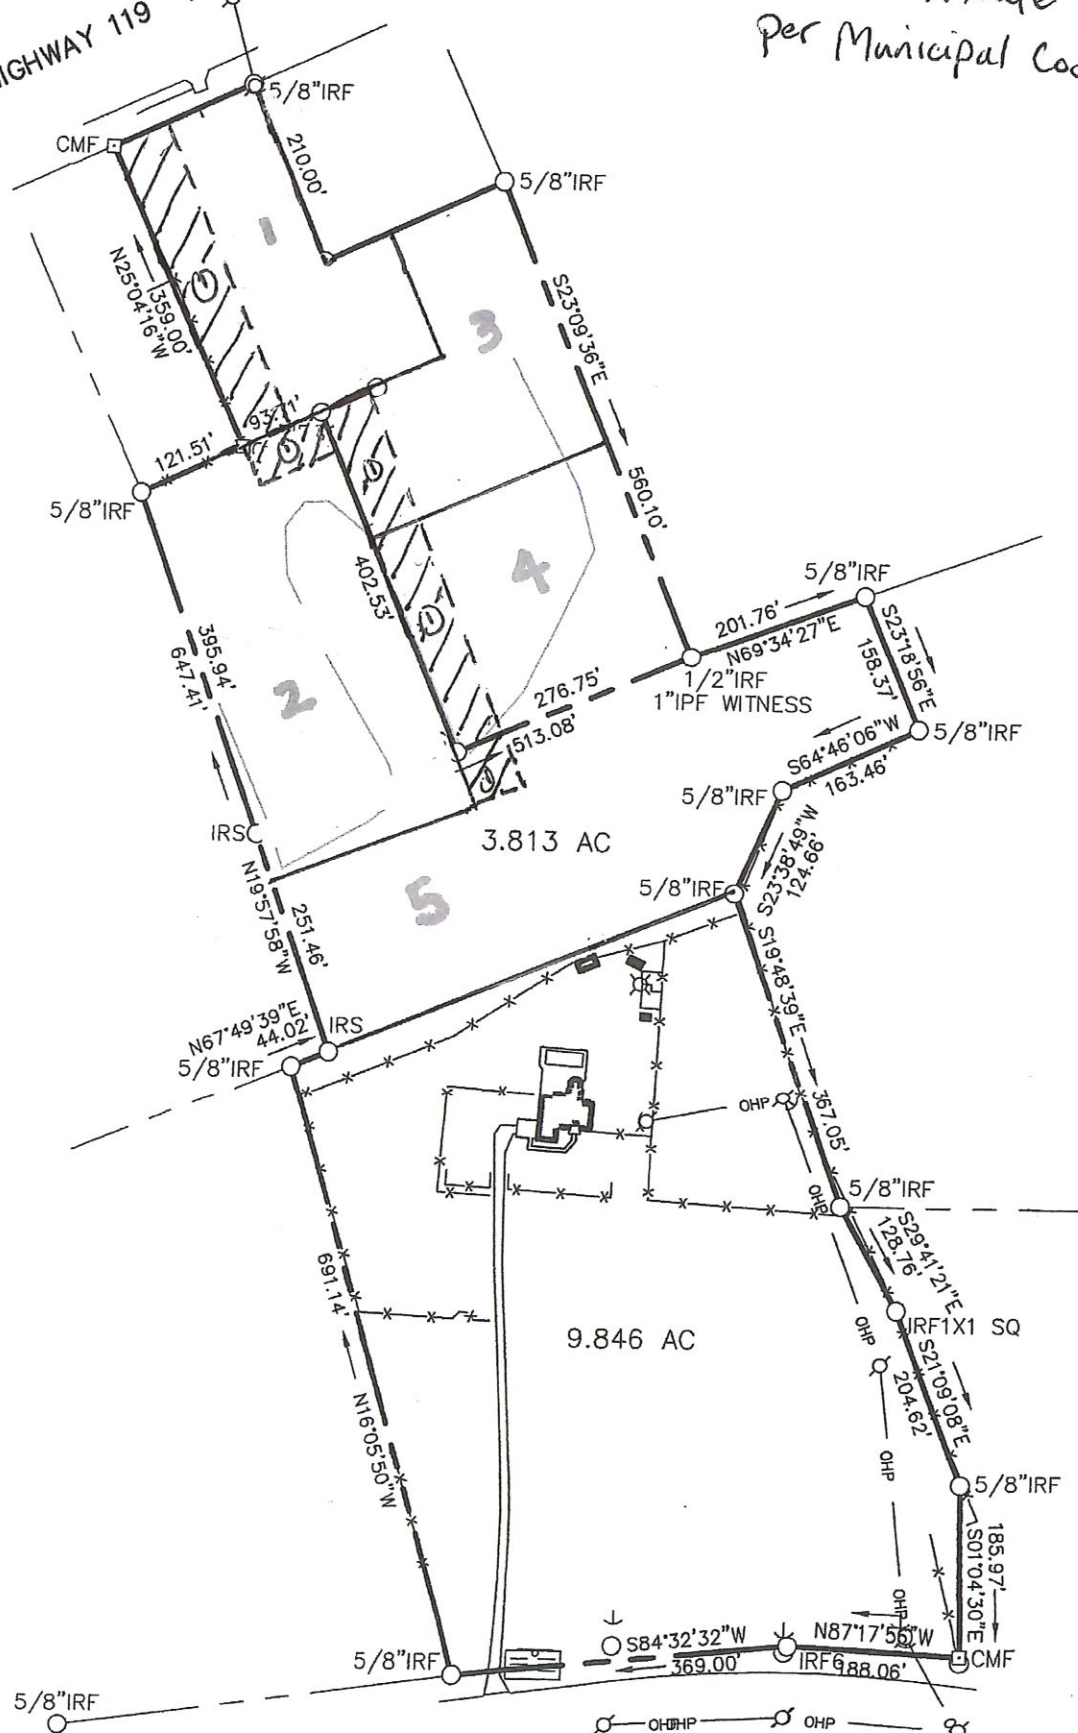 per Municipal
HIGHWAY 119
5/8"IRF
CMF
210.00'
5/8"IRF
1
N25°04'16"W
359.00'
3
S23°09'36"E
560.10'
93.71'
121.51'
5/8"IRF
402.53'
4
5/8"IRF
201.76'
N69°34'27"E
S23°18'56"E
158.37'
1/2"IRF
1"IPF WITNESS
395.94'
647.41'
2
276.75'
513.08'
5/8"IRF
S64°46'06"W
163.46'
5/8"IRF
IRS
3.813 AC
S23°38'49"W
124.66'
5/8"IRF
N19°57'58"W
251.46'
5
S19°48'39"E
367.05'
N67°49'39"E
44.02'
IRS
5/8"IRF
OHP
OHP
5/8"IRF
S29°41'21"E
128.76'
691.14'
N16°05'50"W
IRF1X1 SQ
OHP
9.846 AC
S21°09'08"E
204.62'
OHP
5/8"IRF
185.97'
S01°04'30"E
OHP
S84°32'32"W
369.00'
N87°17'56"W
188.06'
CMF
5/8"IRF
5/8"IRF
OHP
OHP